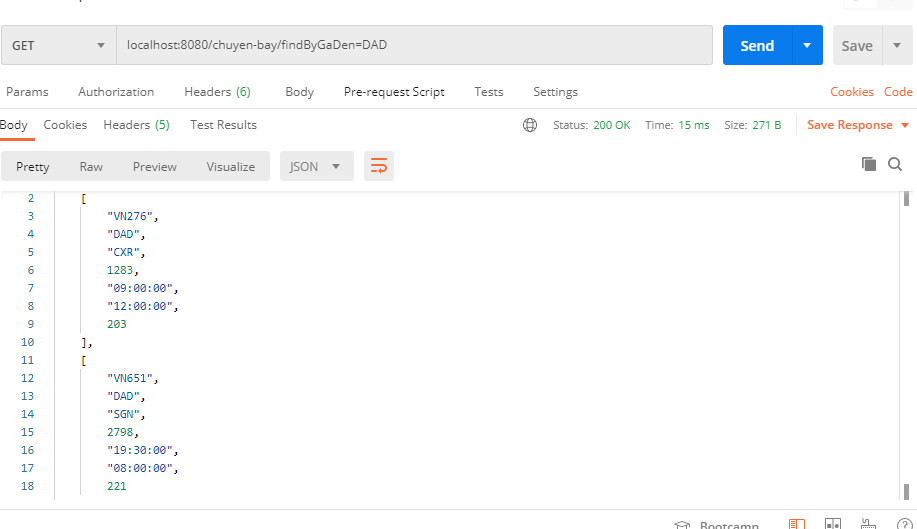 GET localhost:8080/chuyen-bay/findByGaDen=DAD Send Save
Params Authorization Headers (6) Body Pre-request Script Tests Settings Cookies Code
Body Cookies Headers (5) Test Results Status: 200 OK Time: 15 ms Size: 271 B Save Response
Pretty Raw Preview Visualize JSON
2 [
3 "VN276",
4 "DAD",
5 "CXR",
6 1283,
7 "09:00:00",
8 "12:00:00",
9 203
10 ],
11 [
12 "VN651",
13 "DAD",
14 "SGN",
15 2798,
16 "19:30:00",
17 "08:00:00",
18 221
Bootcamp